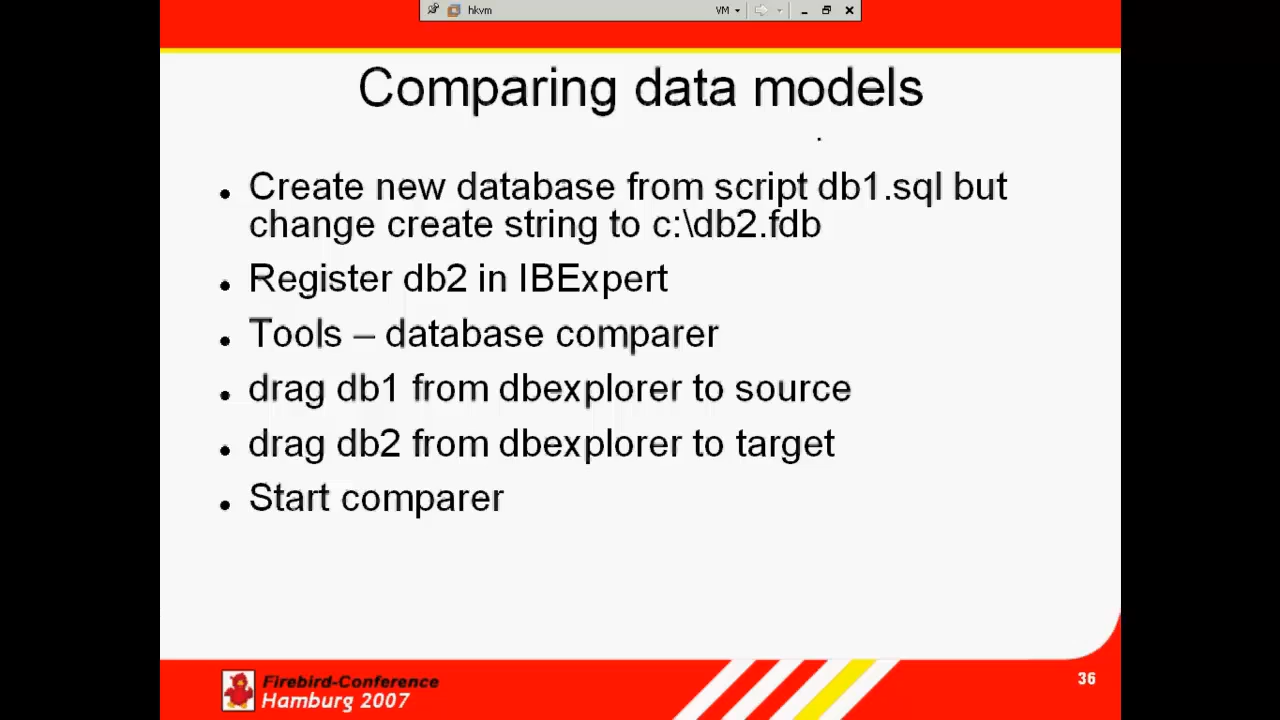 hkvm
VM
Comparing data models
Create new database from script db1.sql but
change create string to c:\db2.fdb
Register db2 in IBExpert
Tools – database comparer
drag db1 from dbexplorer to source
drag db2 from dbexplorer to target
Start comparer
Firebird-Conference
Hamburg 2007
36